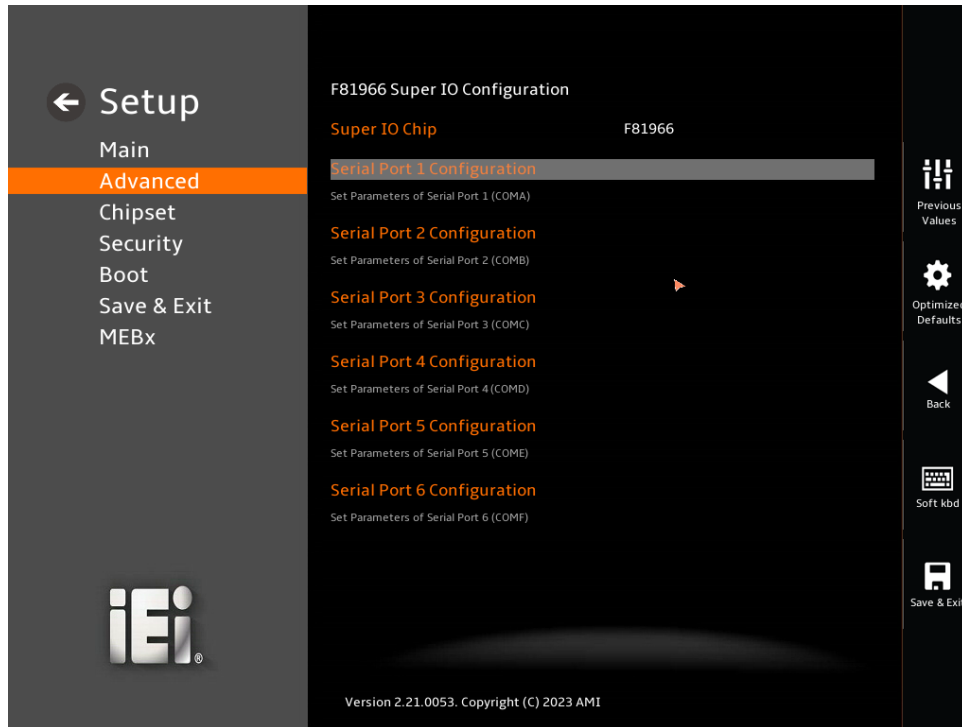 Setup
Main
Advanced
Chipset
Security
Boot
Save & Exit
MEBx
iEi®
F81966 Super IO Configuration
Super IO Chip F81966
Serial Port 1 Configuration
Set Parameters of Serial Port 1 (COMA)
Serial Port 2 Configuration
Set Parameters of Serial Port 2 (COMB)
Serial Port 3 Configuration
Set Parameters of Serial Port 3 (COMC)
Serial Port 4 Configuration
Set Parameters of Serial Port 4 (COMD)
Serial Port 5 Configuration
Set Parameters of Serial Port 5 (COME)
Serial Port 6 Configuration
Set Parameters of Serial Port 6 (COMF)
Version 2.21.0053. Copyright (C) 2023 AMI
Previous
Values
Optimized
Defaults
Back
Soft kbd
Save & Exit